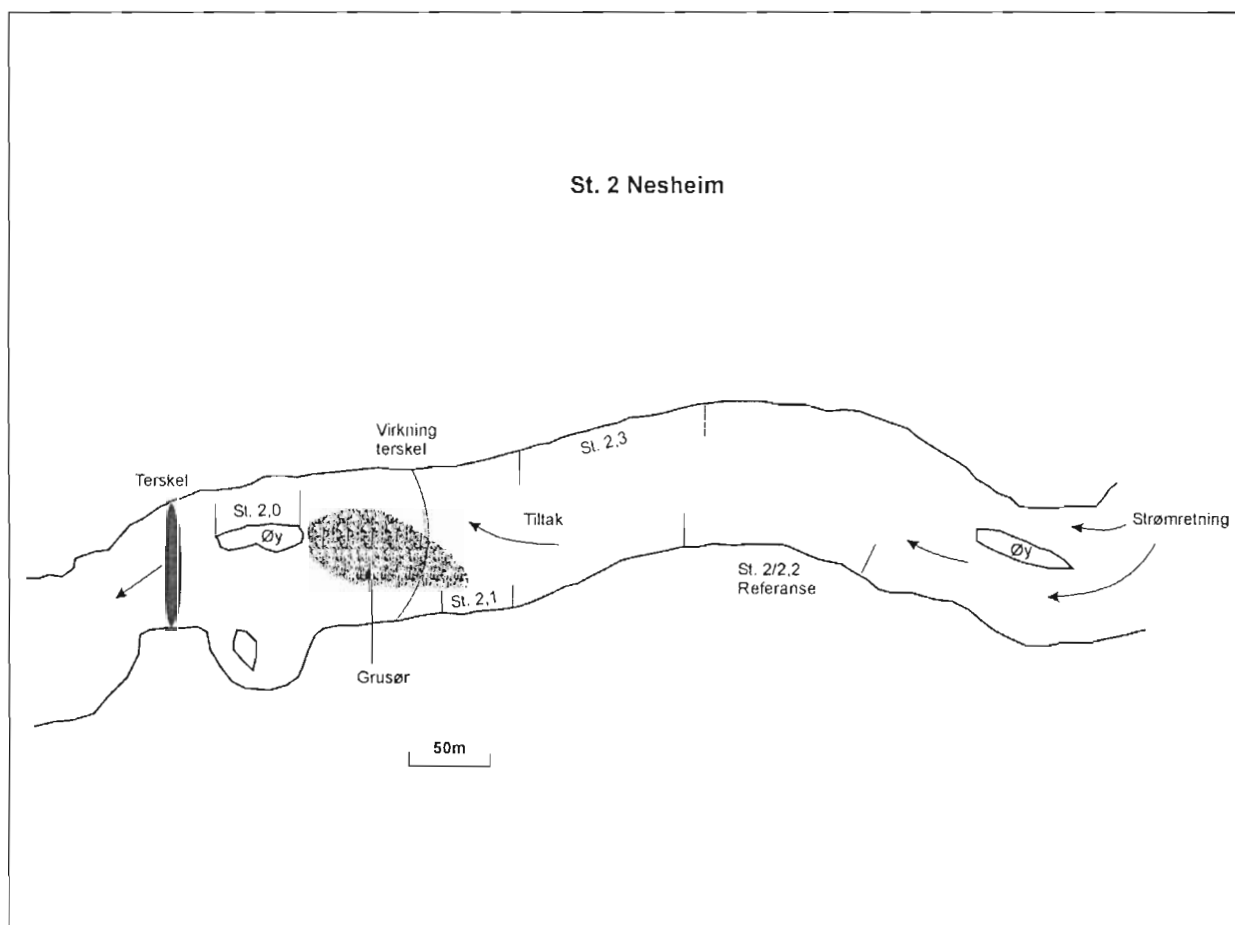 St. 2 Nesheim
Virkning
terskel
St. 2,3
Terskel
St. 2,0
Øy
Tiltak
Strømretning
Øy
St. 2,1
St. 2/2,2
Referanse
Grusør
50m